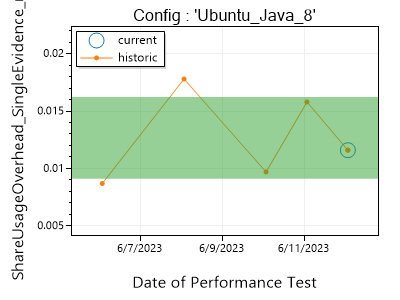 Config : 'Ubuntu_Java_8'
current
historic
0.02
0.015
0.01
0.005
6/7/2023
6/9/2023
6/11/2023
Date of Performance Test
ShareUsageOverhead_SingleEvidence_